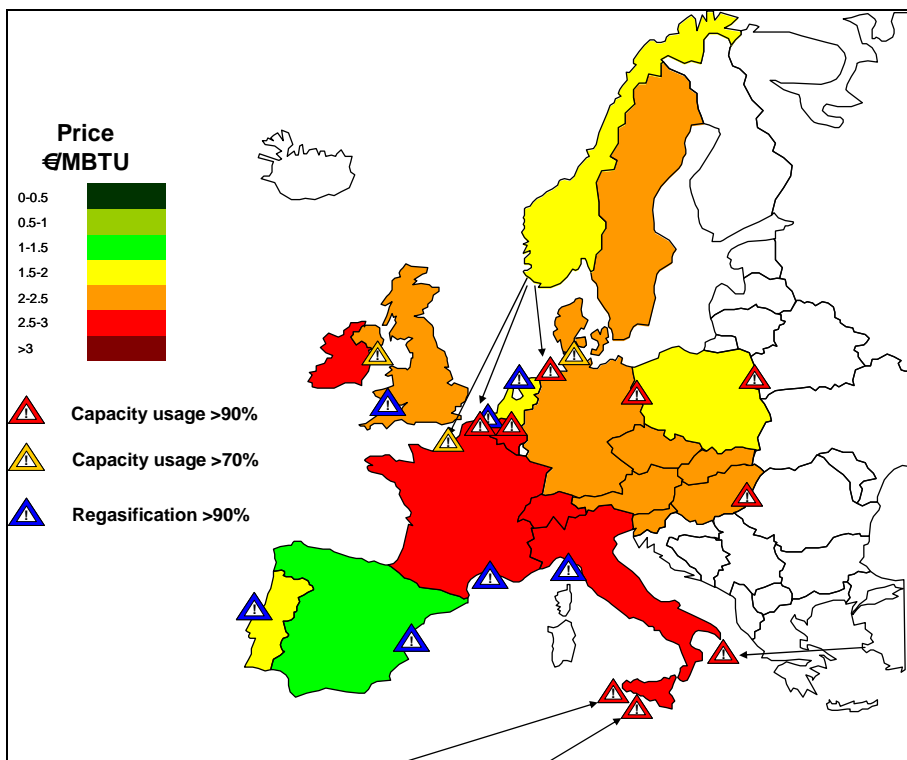 Price
€/MBTU
0-0.5
0.5-1
1-1.5
1.5-2
2-2.5
2.5-3
>3
Capacity usage >90%
Capacity usage >70%
Regasification >90%